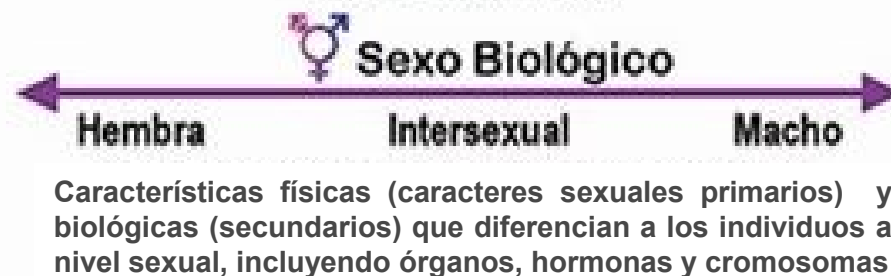 Sexo Biológico
Hembra Intersexual Macho
Características físicas (caracteres sexuales primarios) y
biológicas (secundarios) que diferencian a los individuos a
nivel sexual, incluyendo órganos, hormonas y cromosomas